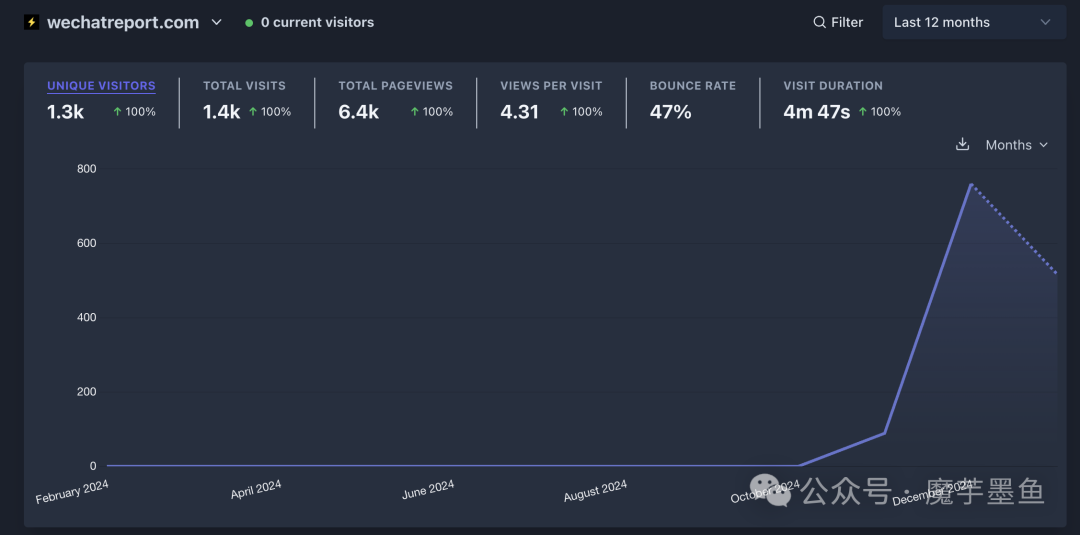 wechatreport.com
0 current visitors
Filter
Last 12 months
UNIQUE VISITORS
1.3k
100%
TOTAL VISITS
1.4k
100%
TOTAL PAGEVIEWS
6.4k
100%
VIEWS PER VISIT
4.31
100%
BOUNCE RATE
47%
VISIT DURATION
4m 47s
100%
Months
800
600
400
200
0
February 2024
April 2024
June 2024
August 2024
October 2024
December 2024
公众号 · 魔芋墨鱼